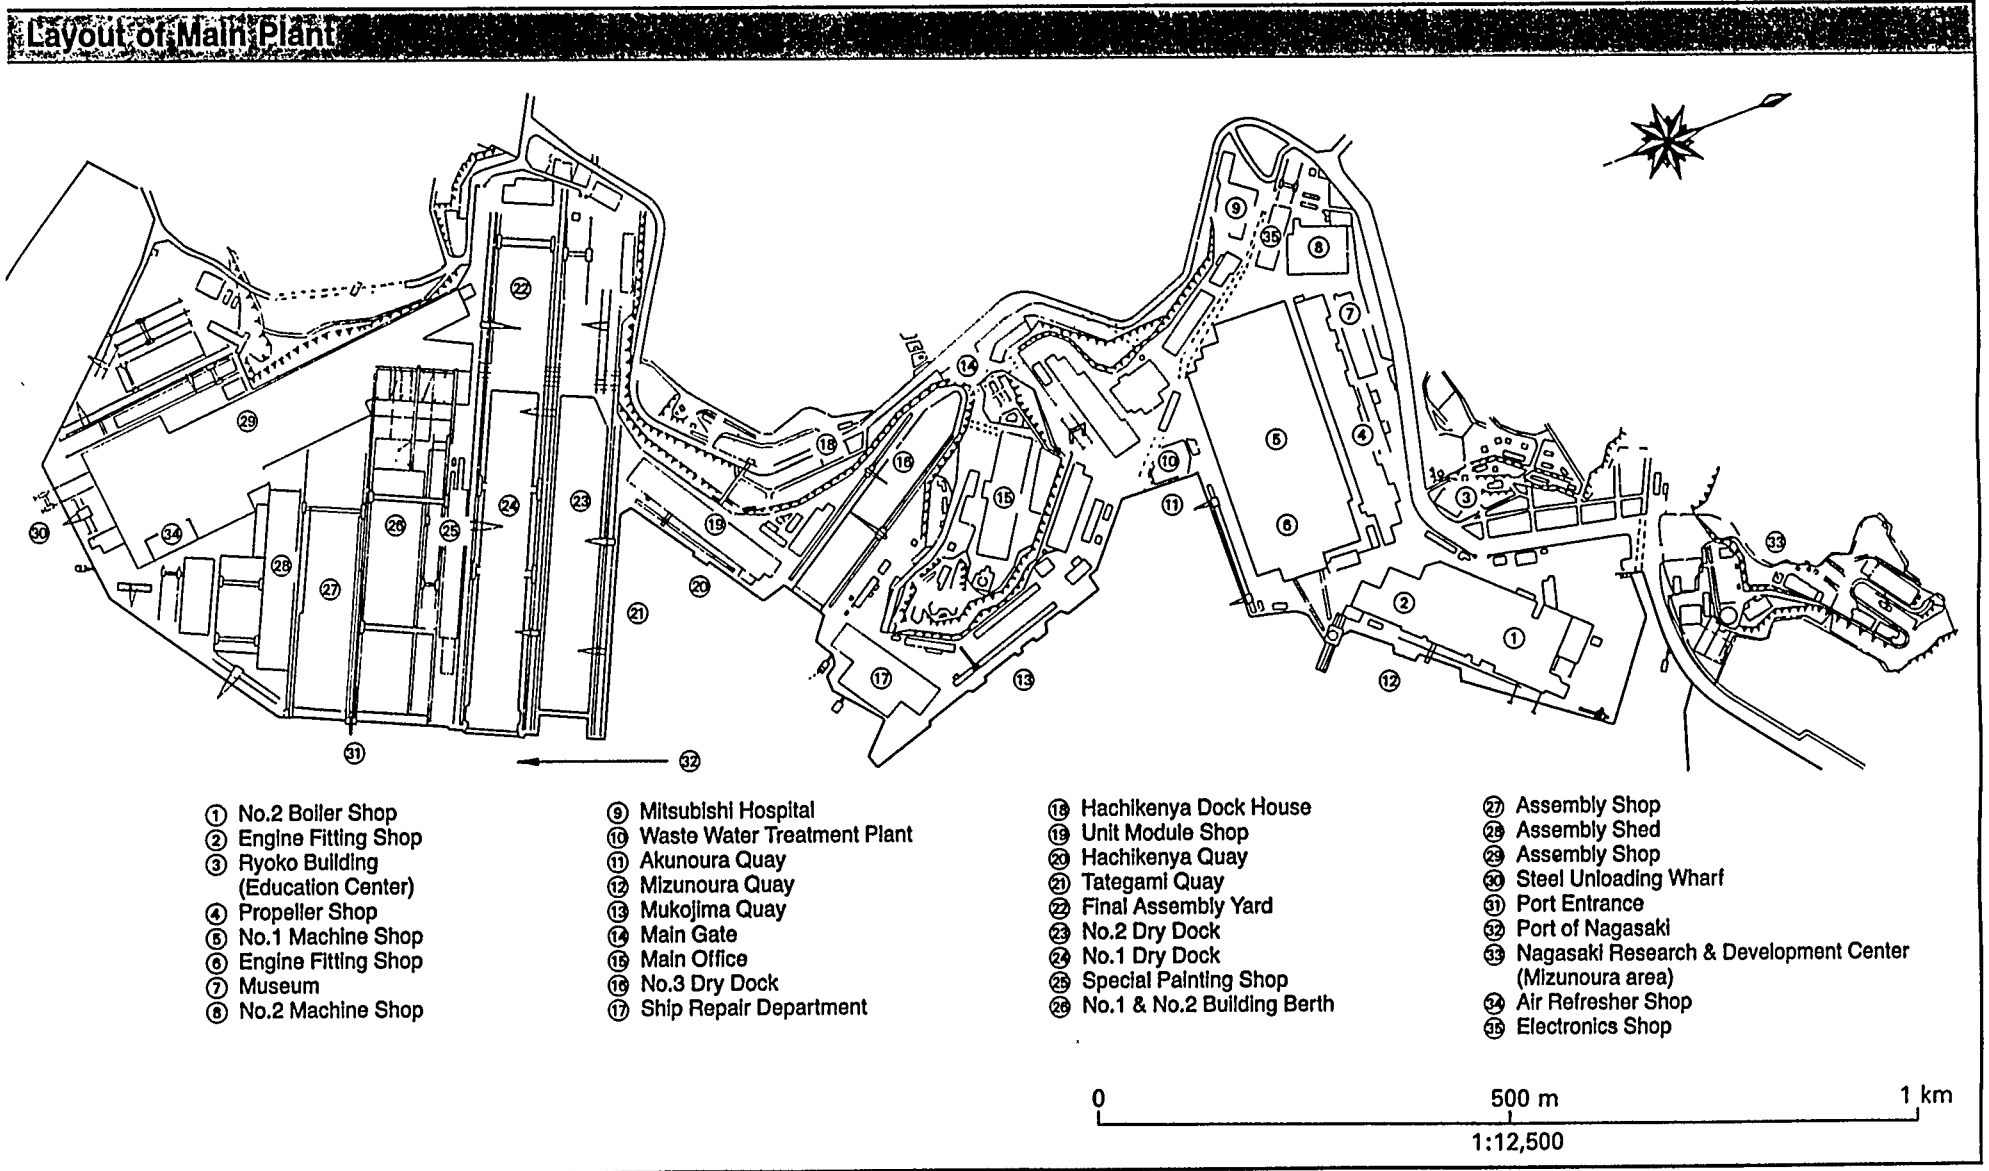 Layout of Main Plant
① No.2 Boiler Shop
② Engine Fitting Shop
③ Ryoko Building
(Education Center)
④ Propeller Shop
⑤ No.1 Machine Shop
⑥ Engine Fitting Shop
⑦ Museum
⑧ No.2 Machine Shop
⑨ Mitsubishi Hospital
⑩ Waste Water Treatment Plant
⑪ Akunoura Quay
⑫ Mizunoura Quay
⑬ Mukojima Quay
⑭ Main Gate
⑮ Main Office
⑯ No.3 Dry Dock
⑰ Ship Repair Department
⑱ Hachikenya Dock House
⑲ Unit Module Shop
⑳ Hachikenya Quay
㉑ Tategami Quay
㉒ Final Assembly Yard
㉓ No.2 Dry Dock
㉔ No.1 Dry Dock
㉕ Special Painting Shop
㉖ No.1 & No.2 Building Berth
㉗ Assembly Shop
㉘ Assembly Shed
㉙ Assembly Shop
㉚ Steel Unloading Wharf
㉛ Port Entrance
㉜ Port of Nagasaki
㉝ Nagasaki Research & Development Center
(Mizunoura area)
㉞ Air Refresher Shop
㉟ Electronics Shop
0 500 m 1 km
1:12,500